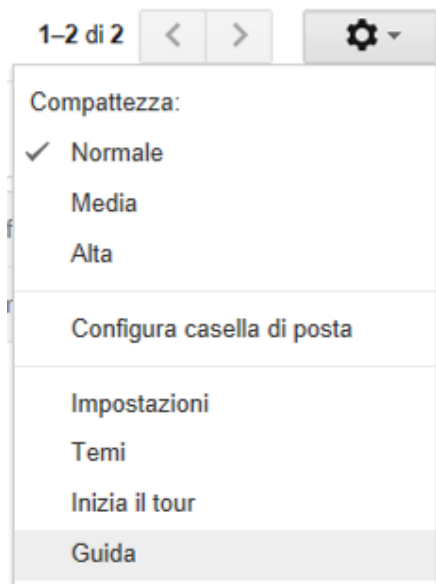 1–2 di 2
Compattezza:
Normale
Media
Alta
Configura casella di posta
Impostazioni
Temi
Inizia il tour
Guida